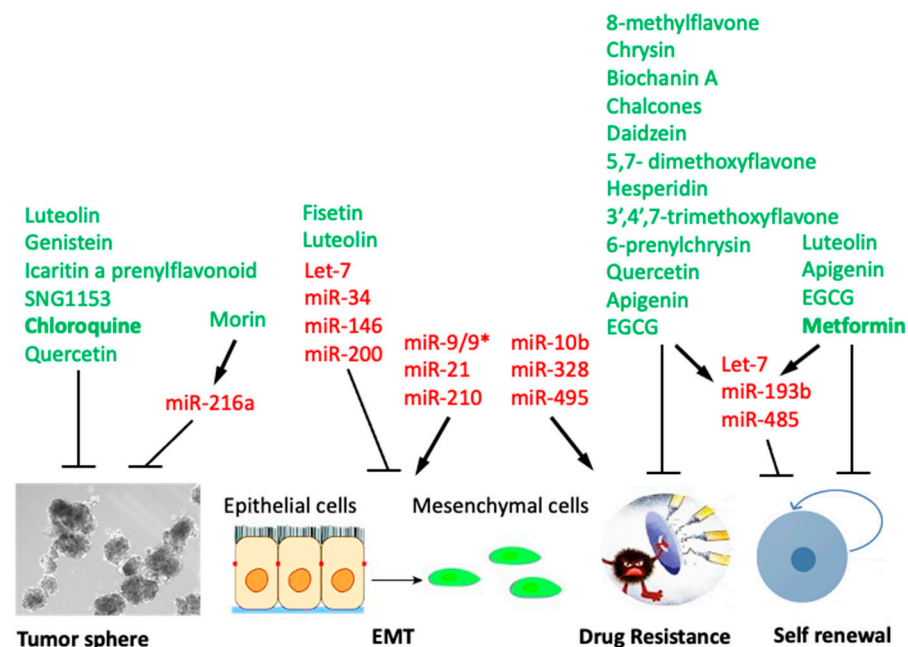 8-methylflavone
Chrysin
Biochanin A
Chalcones
Daidzein
5,7- dimethoxyflavone
Hesperidin
3',4',7-trimethoxyflavone
6-prenylchrysin
Quercetin
Apigenin
EGCG
Luteolin
Genistein
Icaritin a prenylflavonoid
SNG1153
Chloroquine
Quercetin
Morin
miR-216a
Fisetin
Luteolin
Let-7
miR-34
miR-146
miR-200
miR-9/9*
miR-21
miR-210
miR-10b
miR-328
miR-495
Luteolin
Apigenin
EGCG
Metformin
Let-7
miR-193b
miR-485
Epithelial cells
Mesenchymal cells
Tumor sphere
EMT
Drug Resistance
Self renewal